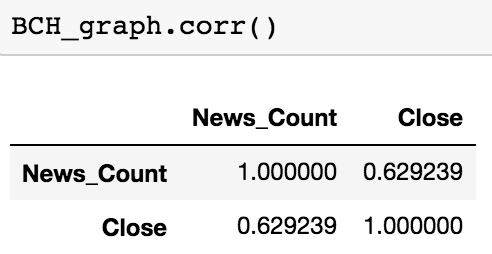 BCH_graph.corr()
News_Count Close
News_Count 1.000000 0.629239
Close 0.629239 1.000000